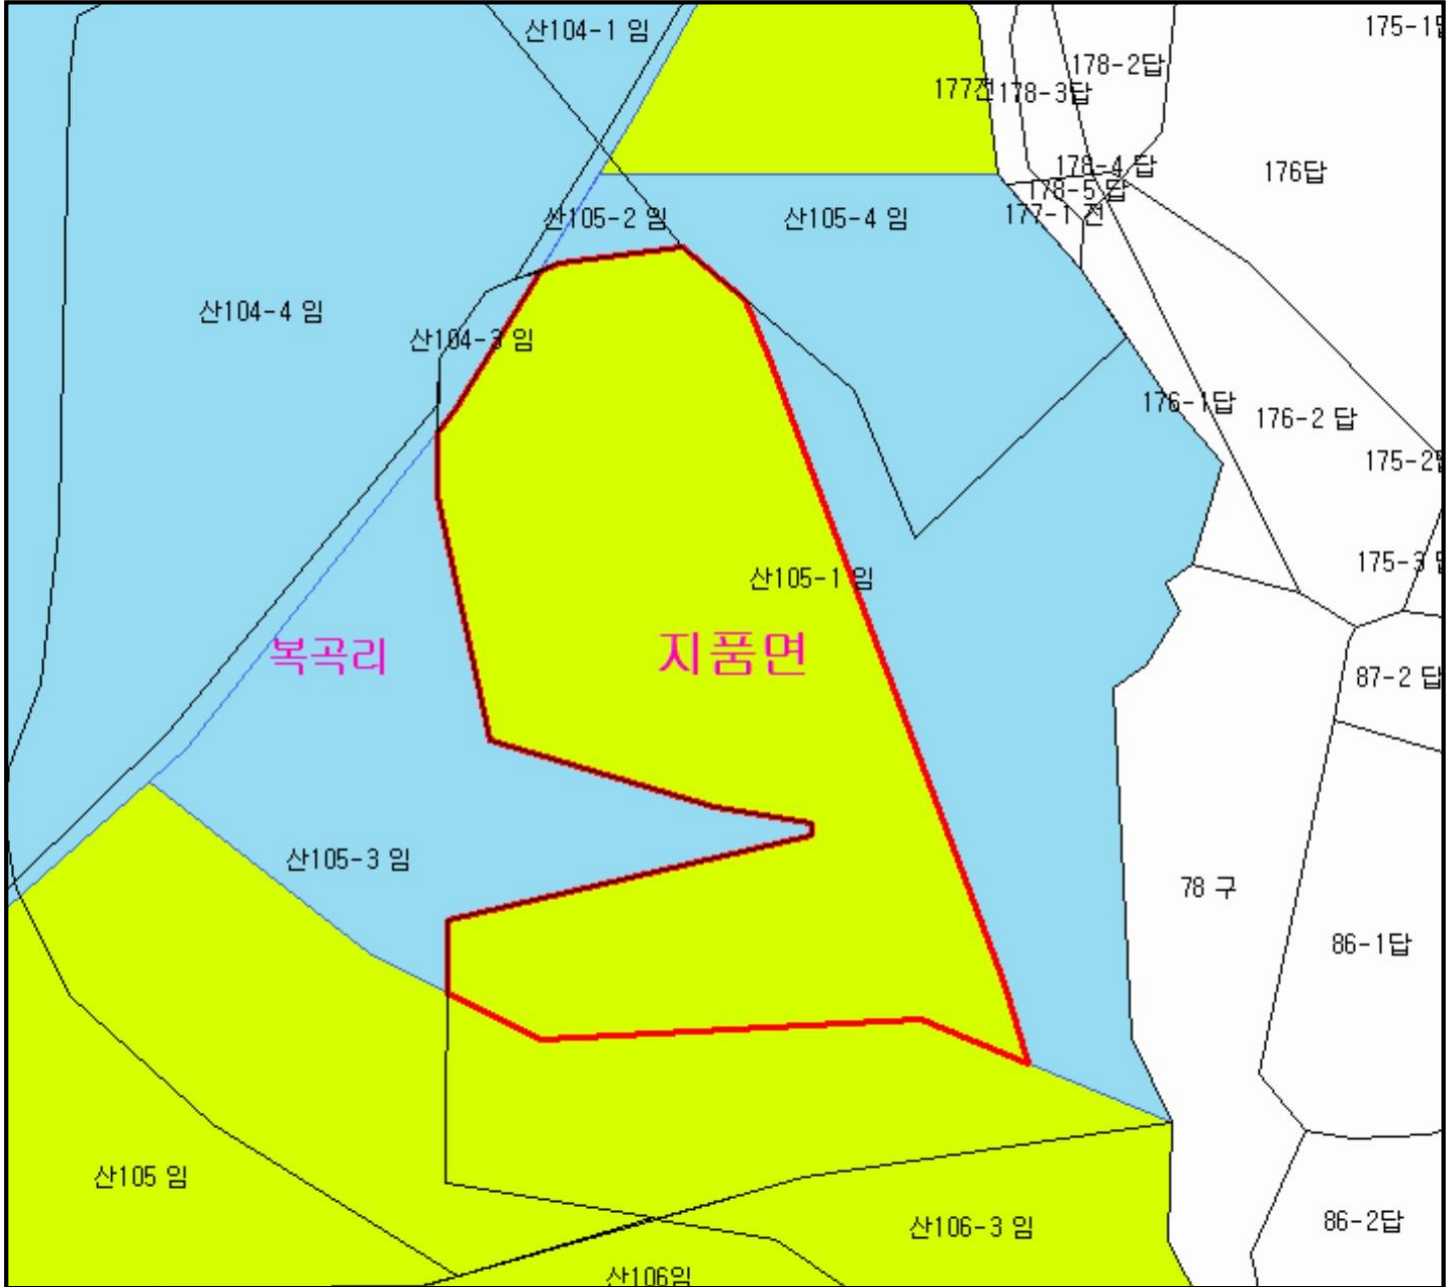 산104-1 임
175-1답
178-2답
177전
178-3답
178-4 답
176답
178-5 답
177-1 전
산105-2 임
산105-4 임
산104-4 임
산104-3 임
176-1답
176-2 답
175-2답
175-3 답
산105-1 임
복곡리
지품면
87-2 답
산105-3 임
78 구
86-1답
산105 임
산106-3 임
86-2답
산106임